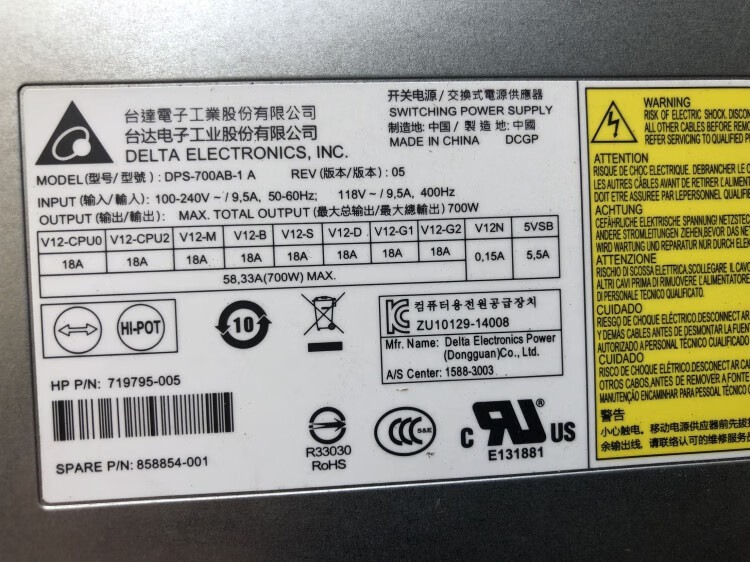 台達電子工業股份有限公司
台达电子工业股份有限公司
DELTA ELECTRONICS, INC.
开关电源 / 交換式電源供應器
SWITCHING POWER SUPPLY
制造地: 中国 / 製 造 地: 中國
MADE IN CHINA DCGP
MODEL(型号/型號) : DPS-700AB-1 A REV (版本/版本) : 05
INPUT (输入/輸入): 100-240V~ / 9,5A, 50-60Hz; 118V~ / 9,5A, 400Hz
OUTPUT (输出/輸出): MAX. TOTAL OUTPUT (最大总输出/最大總輸出) 700W
V12-CPU0 V12-CPU2 V12-M V12-B V12-S V12-D V12-G1 V12-G2 V12N 5VSB
18A 18A 18A 18A 18A 18A 18A 18A 0,15A 5,5A
58,33A(700W) MAX.
HI-POT
10
컴퓨터용전원공급장치
ZU10129-14008
Mfr. Name: Delta Electronics Power
(Dongguan)Co., Ltd.
A/S Center: 1588-3003
HP P/N: 719795-005
SPARE P/N: 858854-001
R33030
RoHS
CCC S&E
c RU US
®
E131881
WARNING
RISK OF ELECTRIC SHOCK. DISCON
ALL OTHER CABLES BEFORE REMO
REFER SERVICING TO QUALIFIED P
ATTENTION
RISQUE DE CHOC ELECTRIQUE. DEBRANCHER LE C
LES AUTRES CÂBLES AVANT DE RETIRER L'ALIMENT
DOIT ETRE ASSUREE PAR LEPERSONNEL QUALIFIE
ACHTUNG
GEFÄHRLICHE ELEKTRISCHE SPANNUNG! NETZSTE
ANDERE STROMLEITUNGEN ZIEHEN, BEVOR DAS NE
WIRD WARTUNG UND REPARATUR NUR DURCH ENT
ATTENZIONE
RISCHIO DI SCOSSA ELETTRICA.SCOLLEGARE IL CAVO
ALTRI CAVI PRIMA DI RIMUOVERE L'ALIMENTATORE
DI PERSONALE TECNICO QUALIFICATO.
CUIDADO
RIESGO DE CHOQUE ELÉCTRICO.DESCONECT AR
Y DEMÁS CABLES ANTES DE DESMONTAR LA FUEN
AUTORIZADO A PERSONAL TÉCNICO CUALIFICADO
CUIDADO
RISCO DE CHOQUE ELÉCTRICO.DESCONECTAR CA
OTROS CABOS,ANTES DE REMOVER A FONTE
MANUTENÇÃO ENCAMINHAR PARA TÉCNICO QUALIF
警告
小心触电。移动电源供应器前先拔
余输出线。请联络认可的维修服务